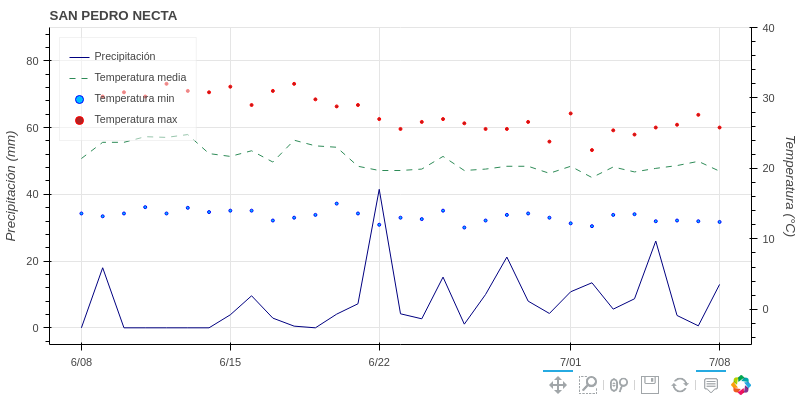 SAN PEDRO NECTA
Precipitación
Temperatura media
Temperatura min
Temperatura max
Precipitación (mm)
80
60
40
20
0
Temperatura (°C)
40
30
20
10
0
6/08
6/15
6/22
7/01
7/08